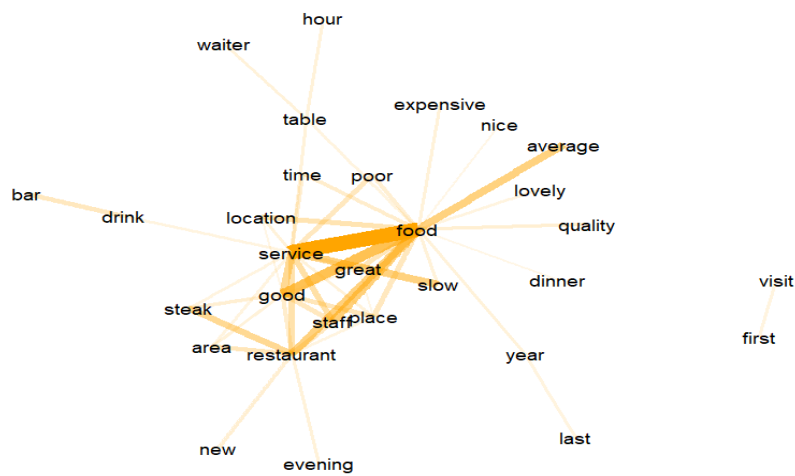 hour
waiter
expensive
nice
table
average
time
poor
lovely
bar
drink
location
quality
food
service
great
slow
dinner
visit
good
steak
staff
place
first
area
restaurant
year
last
new
evening